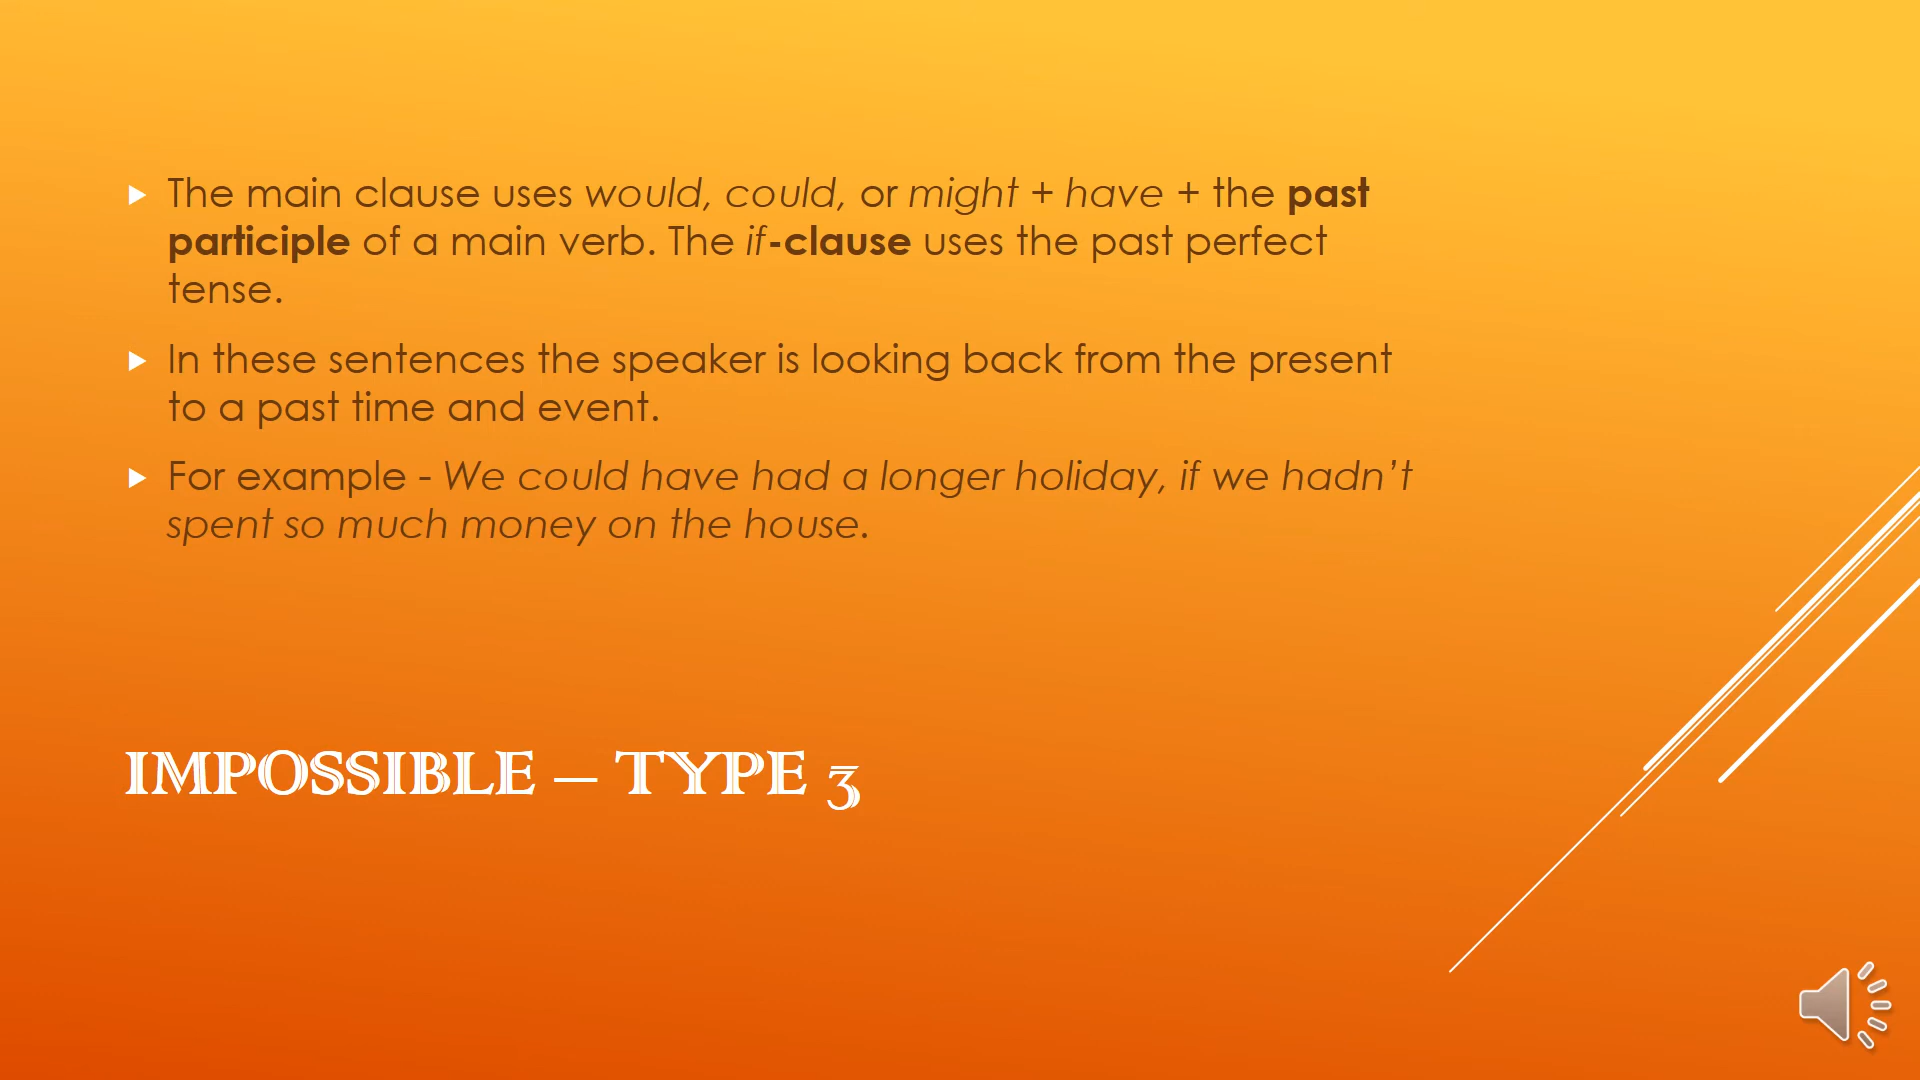 The main clause uses would, could, or might + have + the past
participle of a main verb. The if-clause uses the past perfect
tense.
In these sentences the speaker is looking back from the present
to a past time and event.
For example - We could have had a longer holiday, if we hadn’t
spent so much money on the house.
IMPOSSIBLE – TYPE 3